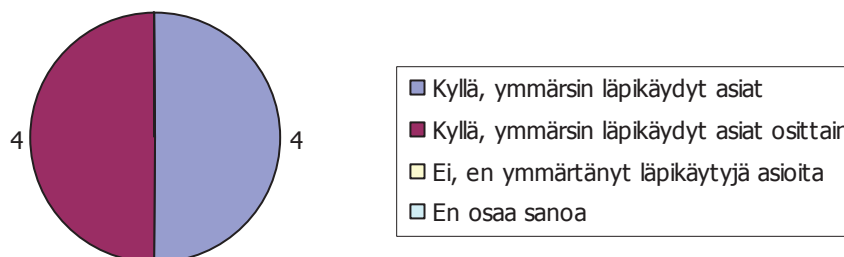 4
4
Kyllä, ymmärsin läpikäydyt asiat
Kyllä, ymmärsin läpikäydyt asiat osittain
Ei, en ymmärtänyt läpikäytyjä asioita
En osaa sanoa